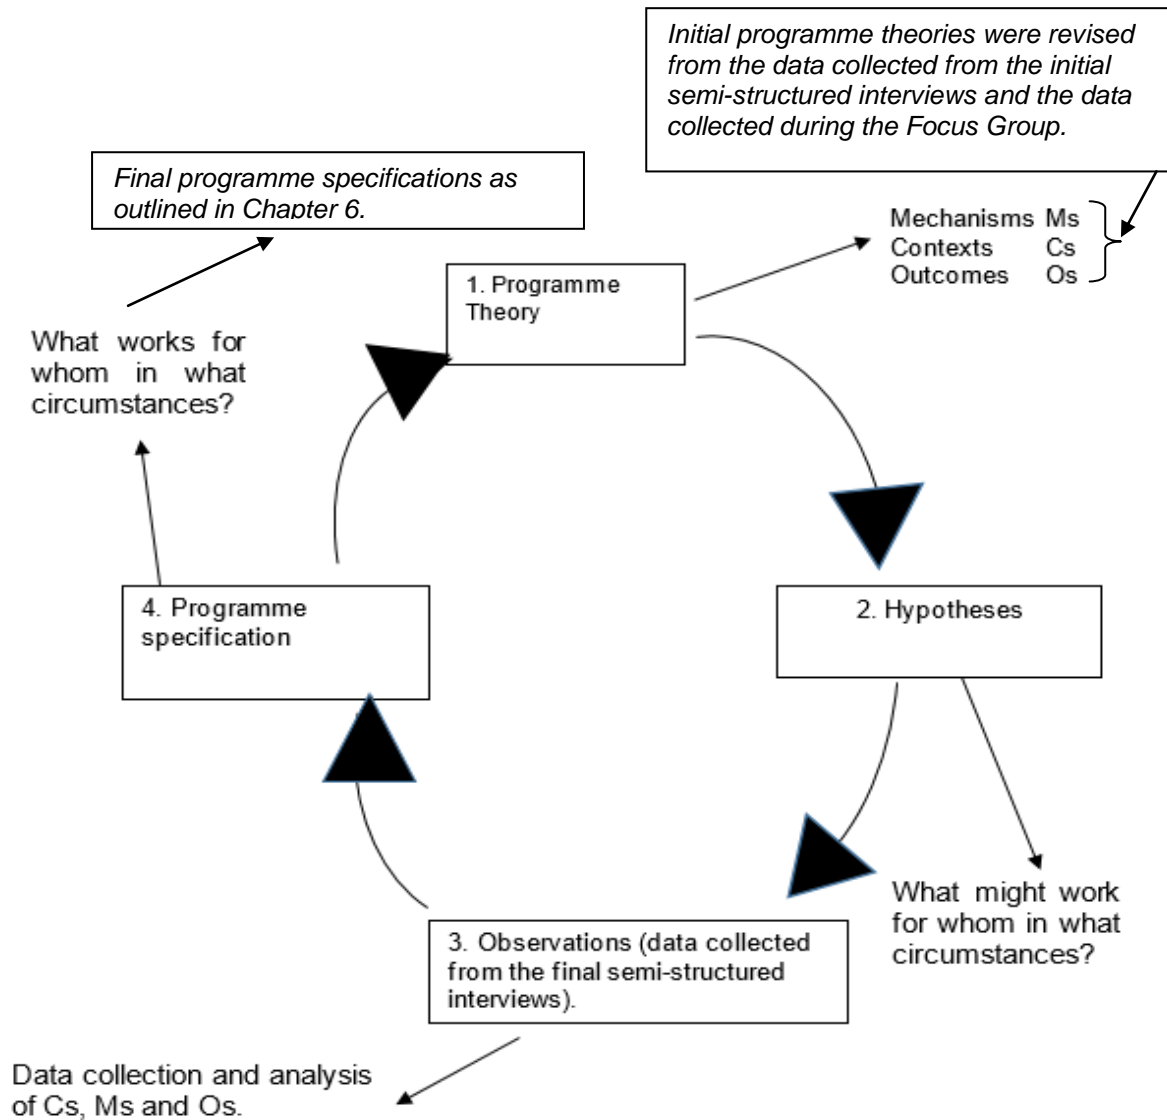 Initial programme theories were revised
from the data collected from the initial
semi-structured interviews and the data
collected during the Focus Group.
Final programme specifications as
outlined in Chapter 6.
Mechanisms Ms
Contexts Cs
Outcomes Os
1. Programme
Theory
What works for
whom in what
circumstances?
2. Hypotheses
4. Programme
specification
What might work
for whom in what
circumstances?
3. Observations (data collected
from the final semi-structured
interviews).
Data collection and analysis
of Cs, Ms and Os.